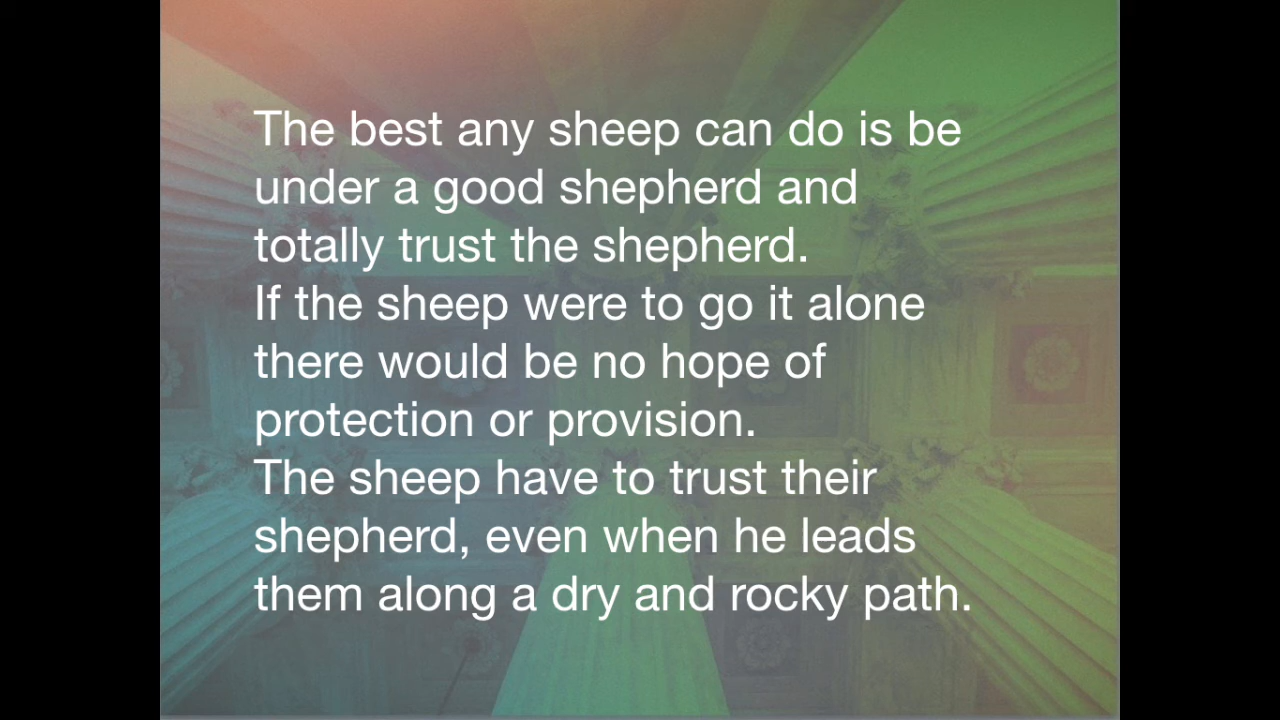 The best any sheep can do is be
under a good shepherd and
totally trust the shepherd.
If the sheep were to go it alone
there would be no hope of
protection or provision.
The sheep have to trust their
shepherd, even when he leads
them along a dry and rocky path.